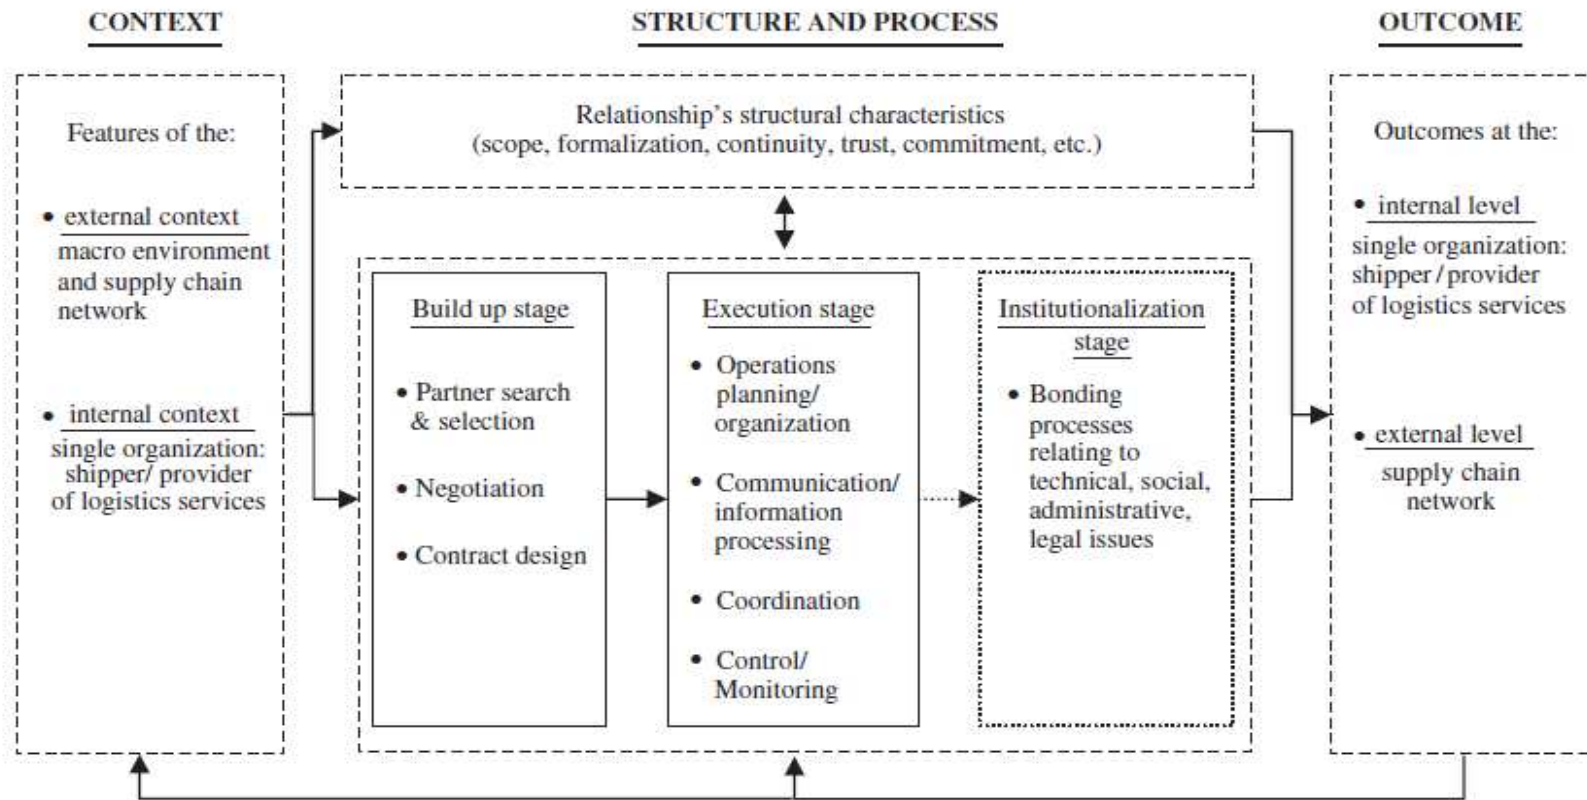 CONTEXT
STRUCTURE AND PROCESS
OUTCOME
Features of the:
• external context
macro environment
and supply chain
network
• internal context
single organization:
shipper/ provider
of logistics services
Relationship's structural characteristics
(scope, formalization, continuity, trust, commitment, etc.)
Build up stage
• Partner search
& selection
• Negotiation
• Contract design
Execution stage
• Operations
planning/
organization
• Communication/
information
processing
• Coordination
• Control/
Monitoring
Institutionalization
stage
• Bonding
processes
relating to
technical, social,
administrative,
legal issues
Outcomes at the:
• internal level
single organization:
shipper / provider
of logistics services
• external level
supply chain
network